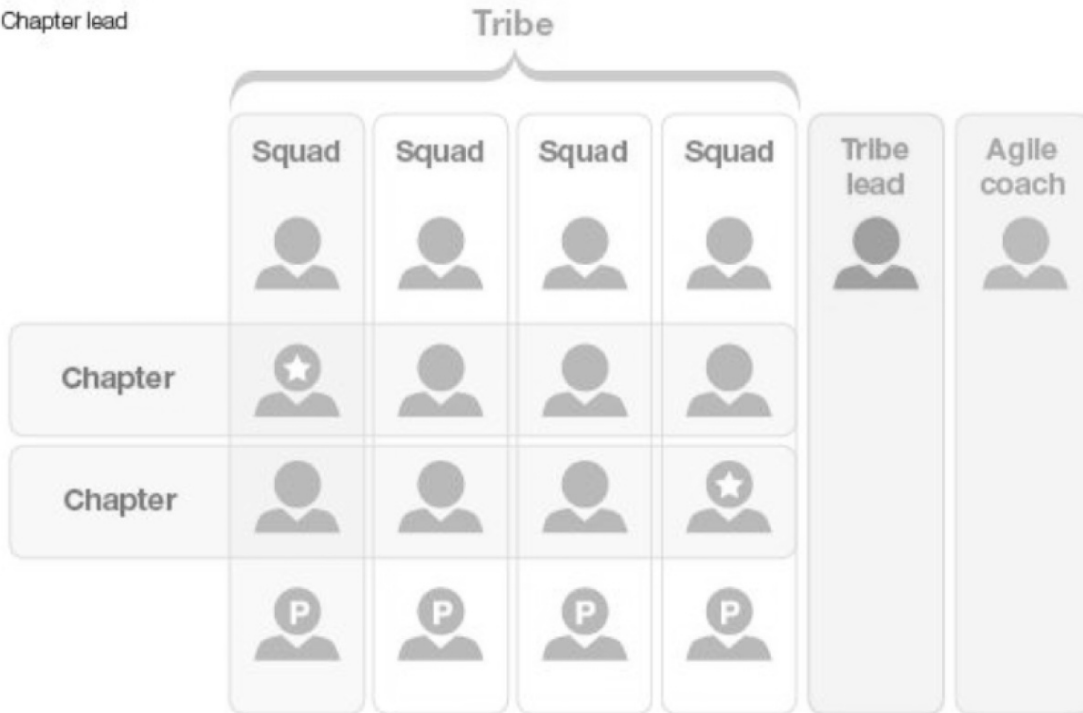 Chapter lead
Tribe
Squad Squad Squad Squad Tribe lead Agile coach
Chapter
Chapter
P P P P